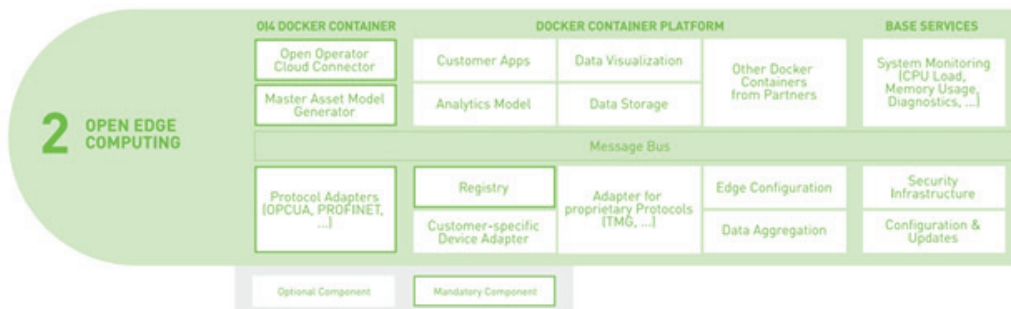 OI4 DOCKER CONTAINER
DOCKER CONTAINER PLATFORM
BASE SERVICES
Open Operator
Cloud Connector
Customer Apps
Data Visualization
Other Docker
Containers
from Partners
System Monitoring
(CPU Load,
Memory Usage,
Diagnostics, ...)
Master Asset Model
Generator
Analytics Model
Data Storage
2 OPEN EDGE
COMPUTING
Message Bus
Protocol Adapters
(OPCUA, PROFINET,
...)
Registry
Adapter for
proprietary Protocols
(TMG, ...)
Edge Configuration
Security
Infrastructure
Customer-specific
Device Adapter
Data Aggregation
Configuration &
Updates
Optional Component
Mandatory Component